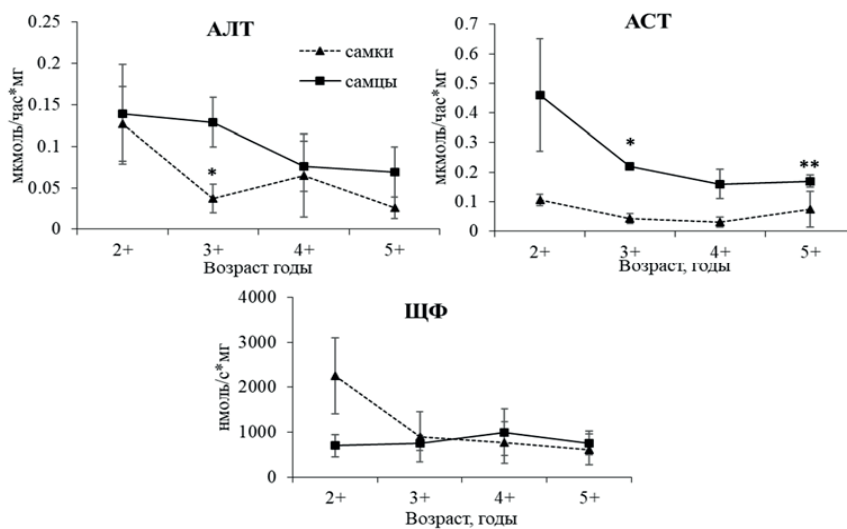 АЛТ
0.25
0.2
0.15
0.1
0.05
0
мкмоль/час*мг
самки
самцы
*
2+ 3+ 4+ 5+
Возраст годы
АСТ
0.7
0.6
0.5
0.4
0.3
0.2
0.1
0
мкмоль/час*мг
*
**
2+ 3+ 4+ 5+
Возраст, годы
ЩФ
4000
3000
2000
1000
0
нмоль/с*мг
2+ 3+ 4+ 5+
Возраст, годы